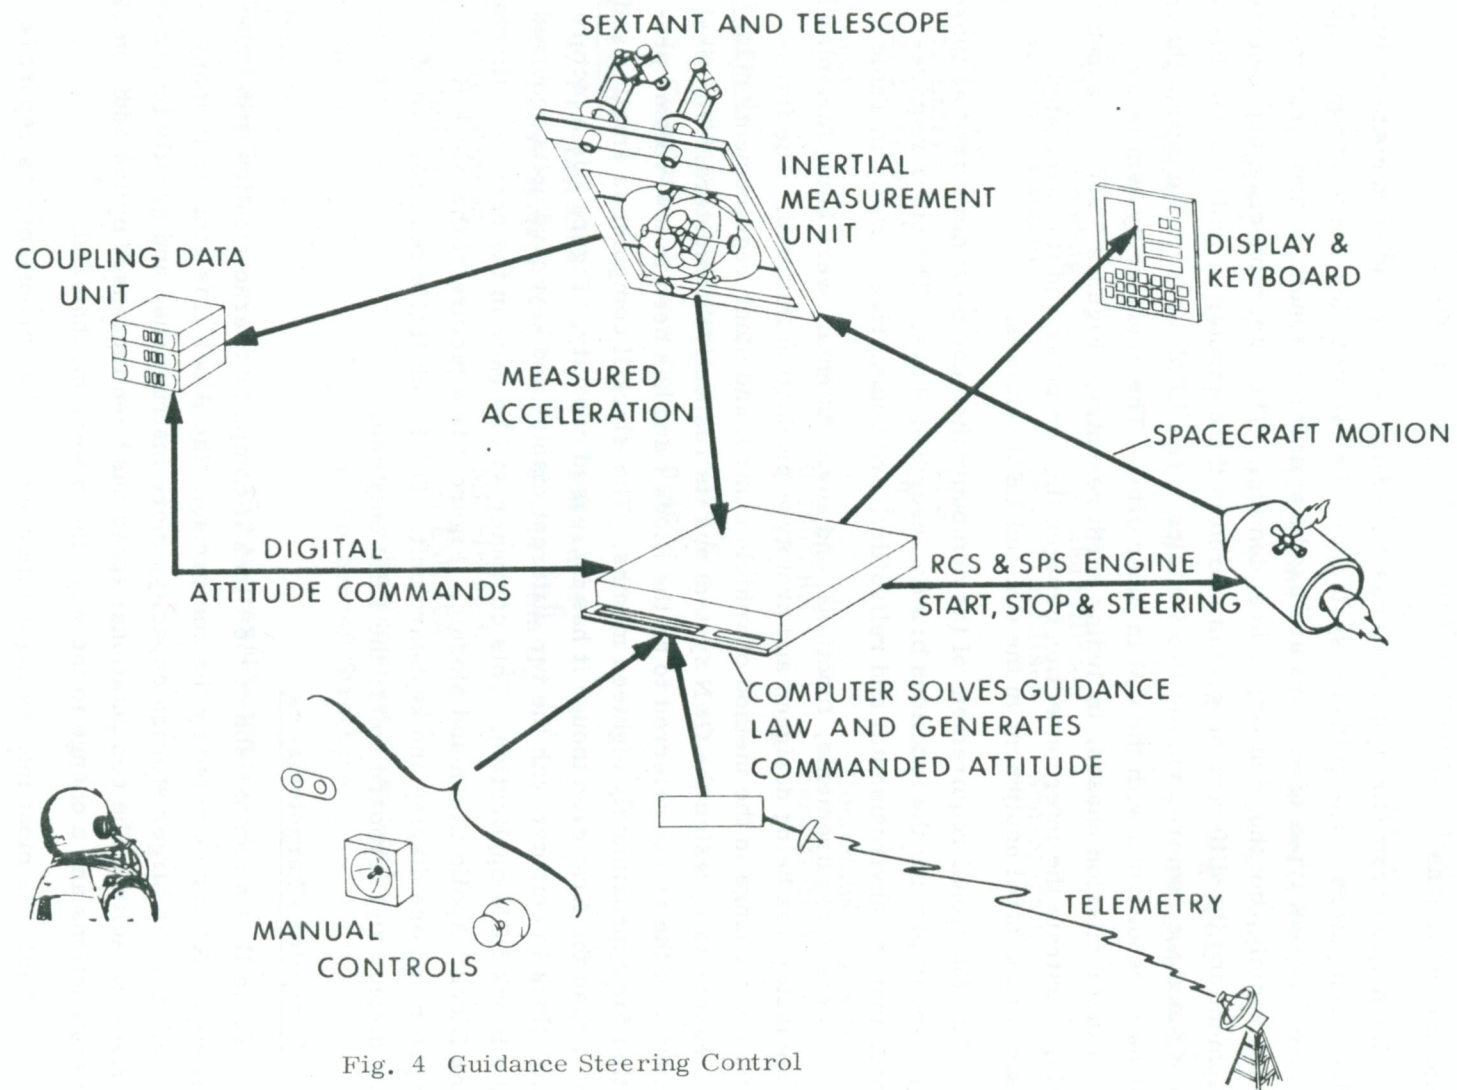 SEXTANT AND TELESCOPE
INERTIAL
MEASUREMENT
UNIT
COUPLING DATA
UNIT
DISPLAY &
KEYBOARD
MEASURED
ACCELERATION
SPACECRAFT MOTION
DIGITAL
ATTITUDE COMMANDS
RCS & SPS ENGINE
START, STOP & STEERING
COMPUTER SOLVES GUIDANCE
LAW AND GENERATES
COMMANDED ATTITUDE
TELEMETRY
MANUAL
CONTROLS
Fig. 4 Guidance Steering Control